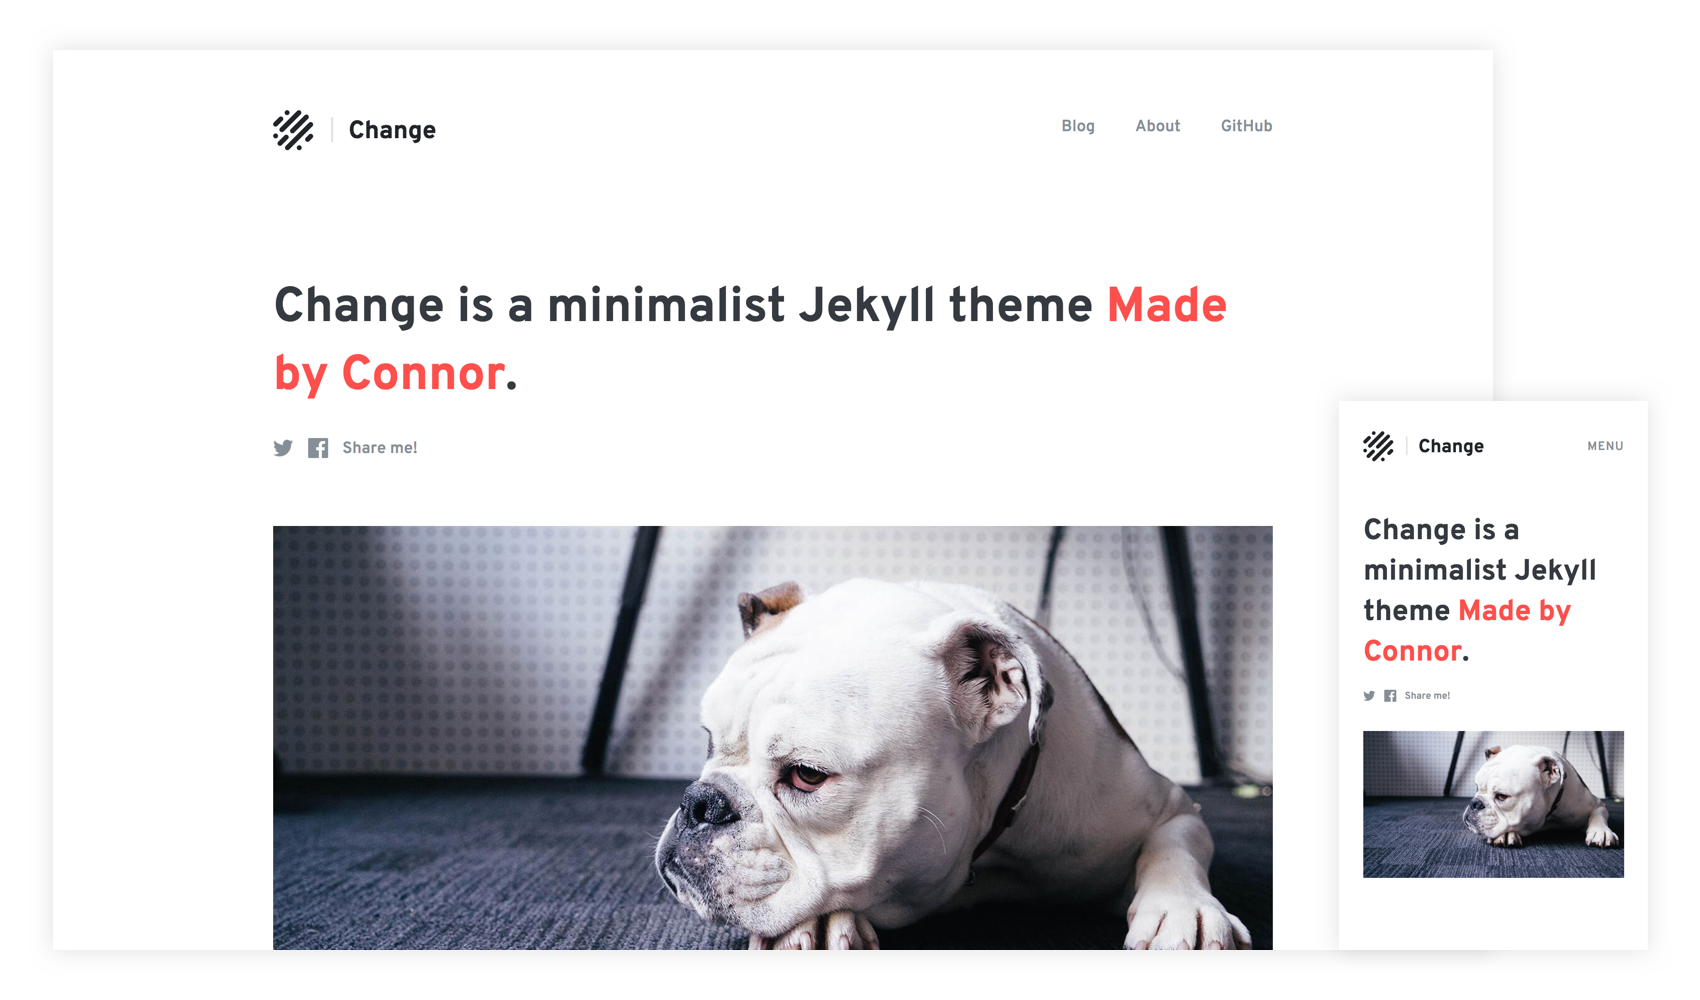 Change
Blog About GitHub
Change is a minimalist Jekyll theme Made
by Connor.
Share me!
Change
MENU
Change is a
minimalist Jekyll
theme Made by
Connor.
Share me!